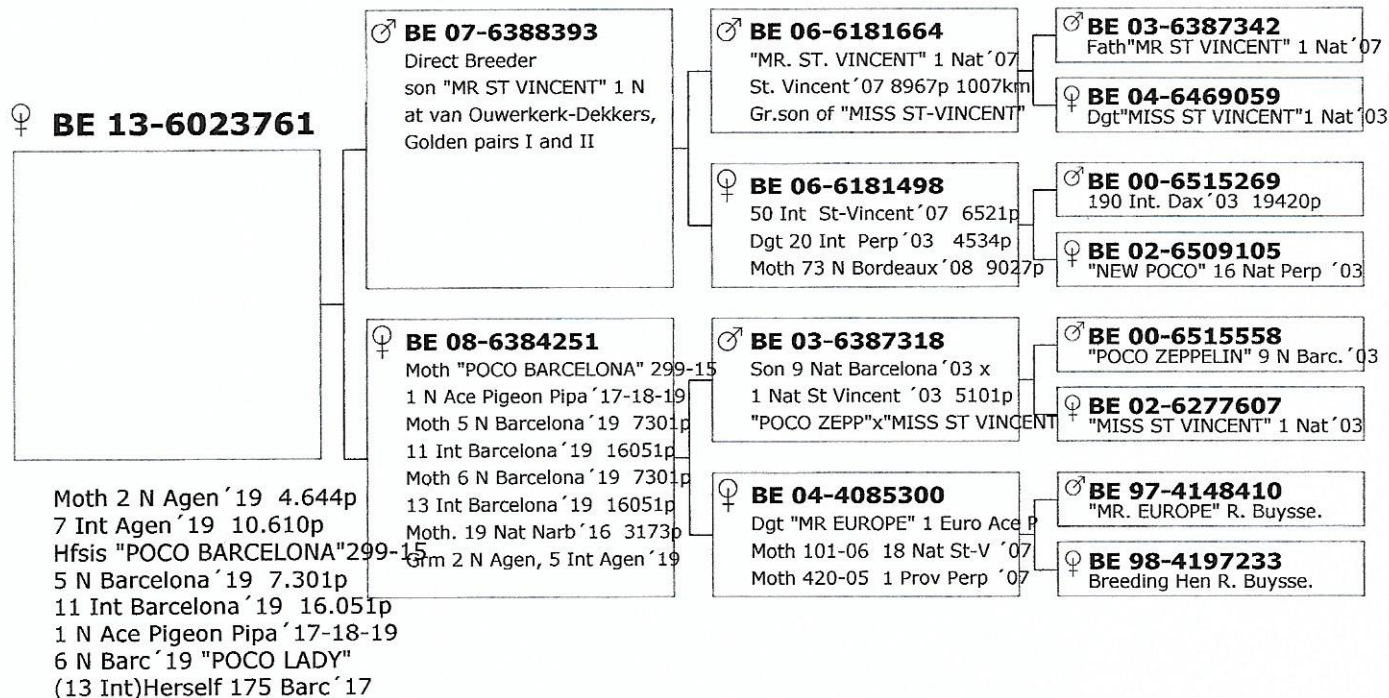 ♀ BE 13-6023761
Moth 2 N Agen´19 4.644p
7 Int Agen´19 10.610p
Hfsis "POCO BARCELONA"299-15
5 N Barcelona´19 7.301p
11 Int Barcelona´19 16.051p
1 N Ace Pigeon Pipa´17-18-19
6 N Barc´19 "POCO LADY"
(13 Int)Herself 175 Barc´17
♂ BE 07-6388393
Direct Breeder
son "MR ST VINCENT" 1 N
at van Ouwerkerk-Dekkers,
Golden pairs I and II
♀ BE 08-6384251
Moth "POCO BARCELONA" 299-15
1 N Ace Pigeon Pipa´17-18-19
Moth 5 N Barcelona´19 7301p
11 Int Barcelona´19 16051p
Moth 6 N Barcelona´19 7301p
13 Int Barcelona´19 16051p
Moth. 19 Nat Narb´16 3173p
Grm 2 N Agen, 5 Int Agen´19
♂ BE 06-6181664
"MR. ST. VINCENT" 1 Nat´07
St. Vincent´07 8967p 1007km
Gr.son of "MISS ST-VINCENT"
♀ BE 06-6181498
50 Int St-Vincent´07 6521p
Dgt 20 Int Perp´03 4534p
Moth 73 N Bordeaux´08 9027p
♂ BE 03-6387318
Son 9 Nat Barcelona´03 x
1 Nat St Vincent ´03 5101p
"POCO ZEPP"x"MISS ST VINCENT
♀ BE 04-4085300
Dgt "MR EUROPE" 1 Euro Ace P
Moth 101-06 18 Nat St-V ´07
Moth 420-05 1 Prov Perp ´07
♂ BE 03-6387342
Fath"MR ST VINCENT" 1 Nat´07
♀ BE 04-6469059
Dgt"MISS ST VINCENT"1 Nat´03
♂ BE 00-6515269
190 Int. Dax´03 19420p
♀ BE 02-6509105
"NEW POCO" 16 Nat Perp ´03
♂ BE 00-6515558
"POCO ZEPPELIN" 9 N Barc.´03
♀ BE 02-6277607
"MISS ST VINCENT" 1 Nat´03
♂ BE 97-4148410
"MR. EUROPE" R. Buysse.
♀ BE 98-4197233
Breeding Hen R. Buysse.